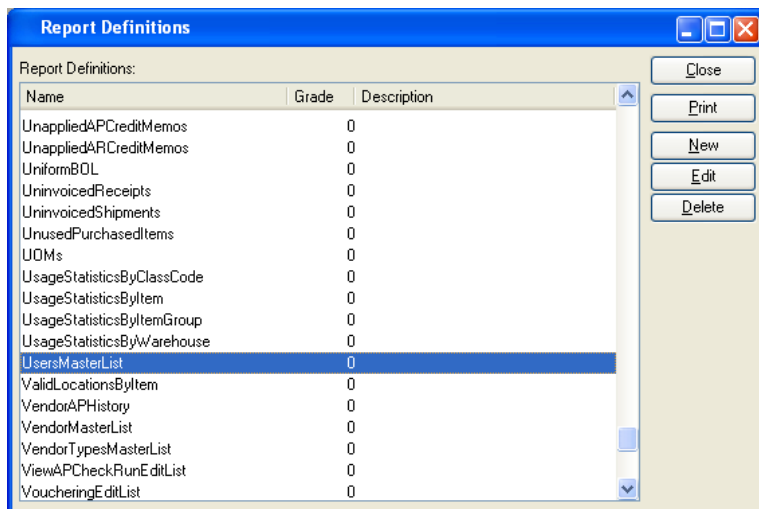 Report Definitions
Report Definitions:
Close
Name Grade Description
Print
UnappliedAPCreditMemos 0
UnappliedARCreditMemos 0
New
UniformBOL 0
Edit
UninvoicedReceipts 0
UninvoicedShipments 0
Delete
UnusedPurchasedItems 0
UOMs 0
UsageStatisticsByClassCode 0
UsageStatisticsByItem 0
UsageStatisticsByItemGroup 0
UsageStatisticsByWarehouse 0
UsersMasterList 0
ValidLocationsByItem 0
VendorAPHistory 0
VendorMasterList 0
VendorTypesMasterList 0
ViewAPCheckRunEditList 0
VoucheringEditList 0